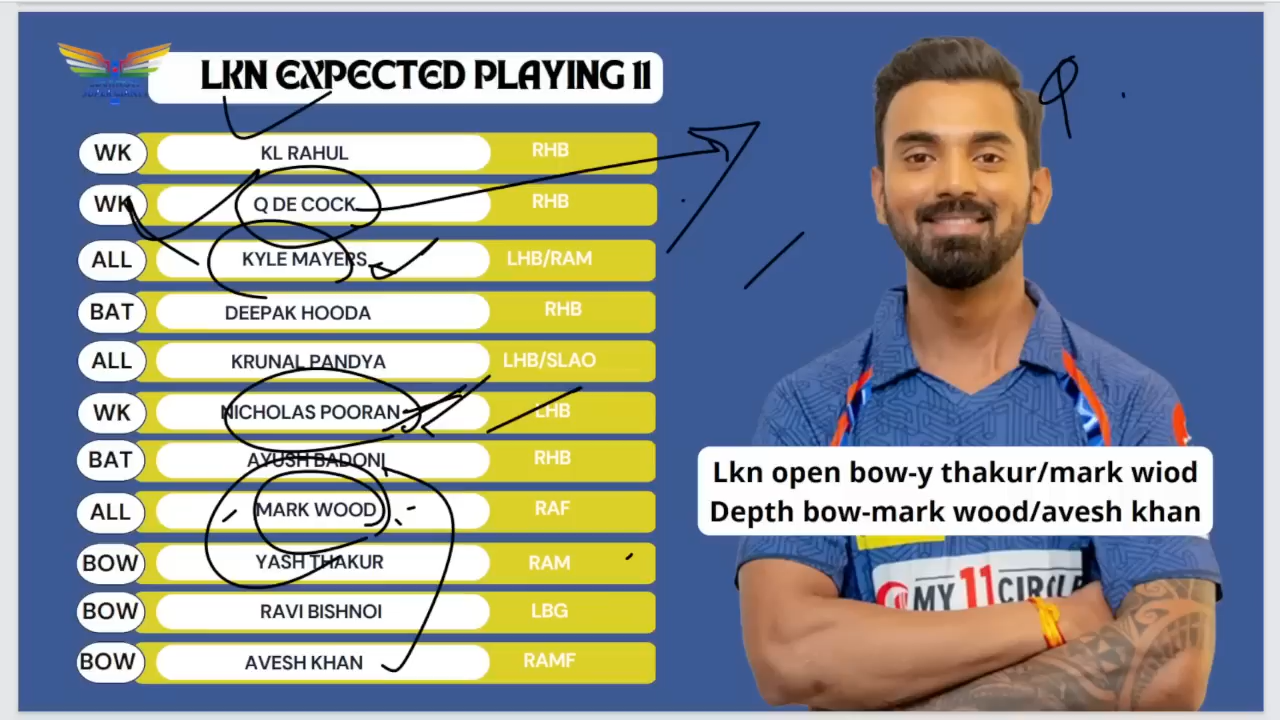 LKN EXPECTED PLAYING 11
WK KL RAHUL RHB
WK Q DE COCK RHB
ALL KYLE MAYERS LHB/RAM
BAT DEEPAK HOODA RHB
ALL KRUNAL PANDYA LHB/SLAO
WK NICHOLAS POORAN LHB
BAT AYUSH BADONI RHB
ALL MARK WOOD RAF
BOW YASH THAKUR RAM
BOW RAVI BISHNOI LBG
BOW AVESH KHAN RAMF
Lkn open bow-y thakur/mark wiod
Depth bow-mark wood/avesh khan
MY 11 CIRCLE